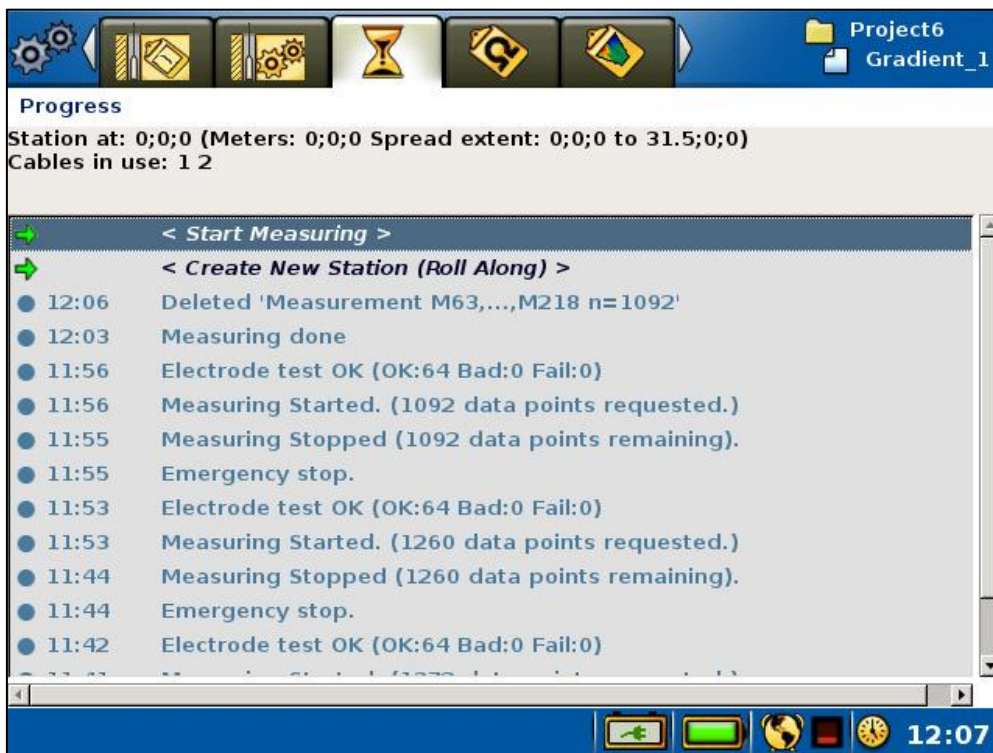 Project6
Gradient_1
Progress
Station at: 0;0;0 (Meters: 0;0;0 Spread extent: 0;0;0 to 31.5;0;0)
Cables in use: 1 2
< Start Measuring >
< Create New Station (Roll Along) >
12:06 Deleted 'Measurement M63,...,M218 n=1092'
12:03 Measuring done
11:56 Electrode test OK (OK:64 Bad:0 Fail:0)
11:56 Measuring Started. (1092 data points requested.)
11:55 Measuring Stopped (1092 data points remaining).
11:55 Emergency stop.
11:53 Electrode test OK (OK:64 Bad:0 Fail:0)
11:53 Measuring Started. (1260 data points requested.)
11:44 Measuring Stopped (1260 data points remaining).
11:44 Emergency stop.
11:42 Electrode test OK (OK:64 Bad:0 Fail:0)
12:07